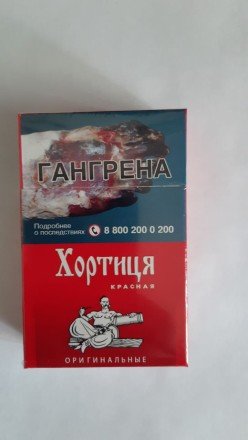 ГАНГРЕНА
Подробнее
о последствиях 8 800 200 0 200
Хортиця
КРАСНАЯ
ОРИГИНАЛЬНЫЕ